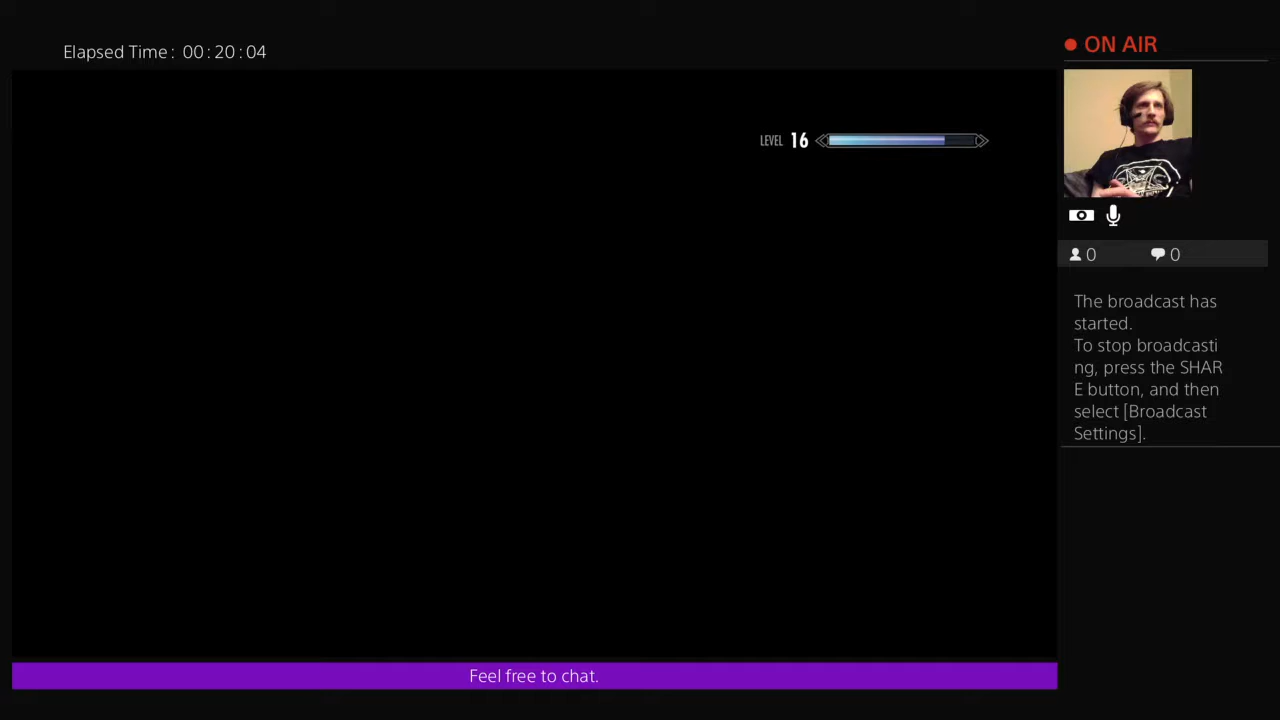 Elapsed Time: 00:20:04
ON AIR
LEVEL 16
0 0
The broadcast has
started.
To stop broadcasti
ng, press the SHAR
E button, and then
select [Broadcast
Settings].
Feel free to chat.